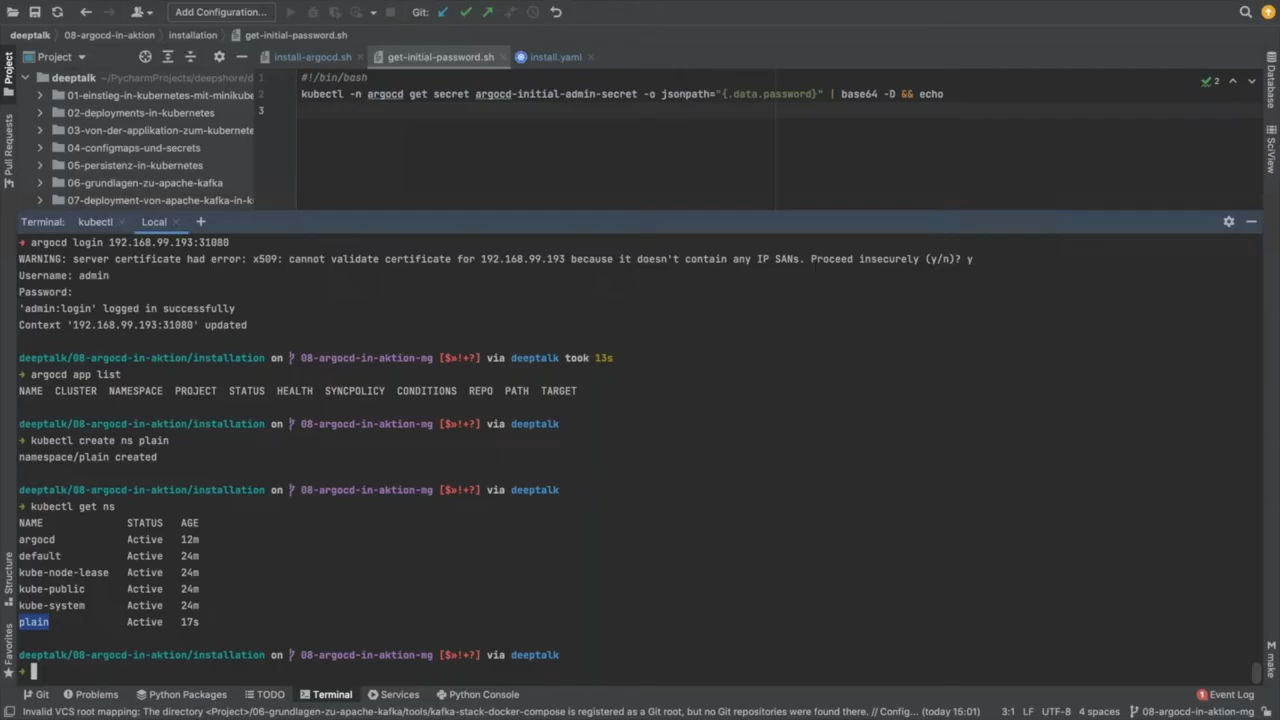 Add Configuration...
Git:
deeptalk
08-argocd-in-aktion
installation
get-initial-password.sh
Project
install-argocd.sh
get-initial-password.sh
install.yaml
deeptalk ~/PycharmProjects/deepshore/d
01-einstieg-in-kubernetes-mit-minikube
02-deployments-in-kubernetes
03-von-der-applikation-zum-kubernete
04-configmaps-und-secrets
05-persistenz-in-kubernetes
06-grundlagen-zu-apache-kafka
07-deployment-von-apache-kafka-in-k
1 #!/bin/bash
2 kubectl -n argocd get secret argocd-initial-admin-secret -o jsonpath="{.data.password}" | base64 -D && echo
3
2
Project
Pull Requests
Structure
Favorites
Database
SciView
make
Terminal: kubectl Local
➜ argocd login 192.168.99.193:31080
WARNING: server certificate had error: x509: cannot validate certificate for 192.168.99.193 because it doesn't contain any IP SANs. Proceed insecurely (y/n)? y
Username: admin
Password:
'admin:login' logged in successfully
Context '192.168.99.193:31080' updated
deeptalk/08-argocd-in-aktion/installation on 08-argocd-in-aktion-mg [$»!+?] via deeptalk took 13s
➜ argocd app list
NAME CLUSTER NAMESPACE PROJECT STATUS HEALTH SYNCPOLICY CONDITIONS REPO PATH TARGET
deeptalk/08-argocd-in-aktion/installation on 08-argocd-in-aktion-mg [$»!+?] via deeptalk
➜ kubectl create ns plain
namespace/plain created
deeptalk/08-argocd-in-aktion/installation on 08-argocd-in-aktion-mg [$»!+?] via deeptalk
➜ kubectl get ns
NAME STATUS AGE
argocd Active 12m
default Active 24m
kube-node-lease Active 24m
kube-public Active 24m
kube-system Active 24m
plain Active 17s
deeptalk/08-argocd-in-aktion/installation on 08-argocd-in-aktion-mg [$»!+?] via deeptalk
➜
Git Problems Python Packages TODO Terminal Services Python Console 1 Event Log
Invalid VCS root mapping: The directory <Project>/06-grundlagen-zu-apache-kafka/tools/kafka-stack-docker-compose is registered as a Git root, but no Git repositories were found there. // Config... (today 15:01) 3:1 LF UTF-8 4 spaces 08-argocd-in-aktion-mg